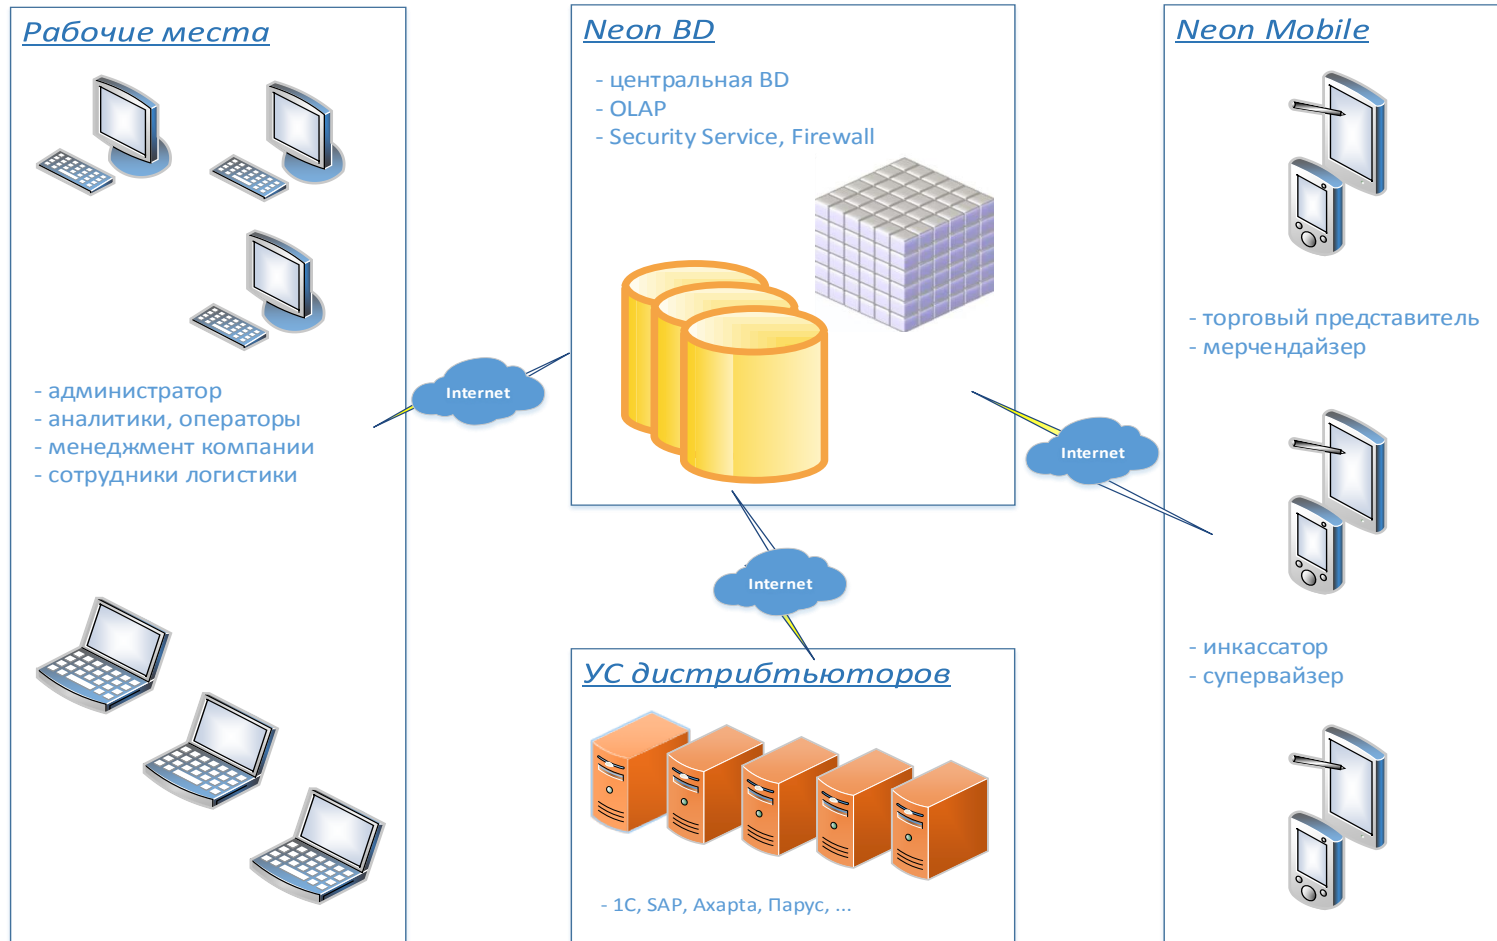 Рабочие места
- администратор
- аналитики, операторы
- менеджмент компании
- сотрудники логистики
Internet
Neon BD
- центральная BD
- OLAP
- Security Service, Firewall
Internet
УС дистрибтьюторов
- 1С, SAP, Ахарта, Парус, ...
Internet
Neon Mobile
- торговый представитель
- мерчендайзер
- инкассатор
- супервайзер